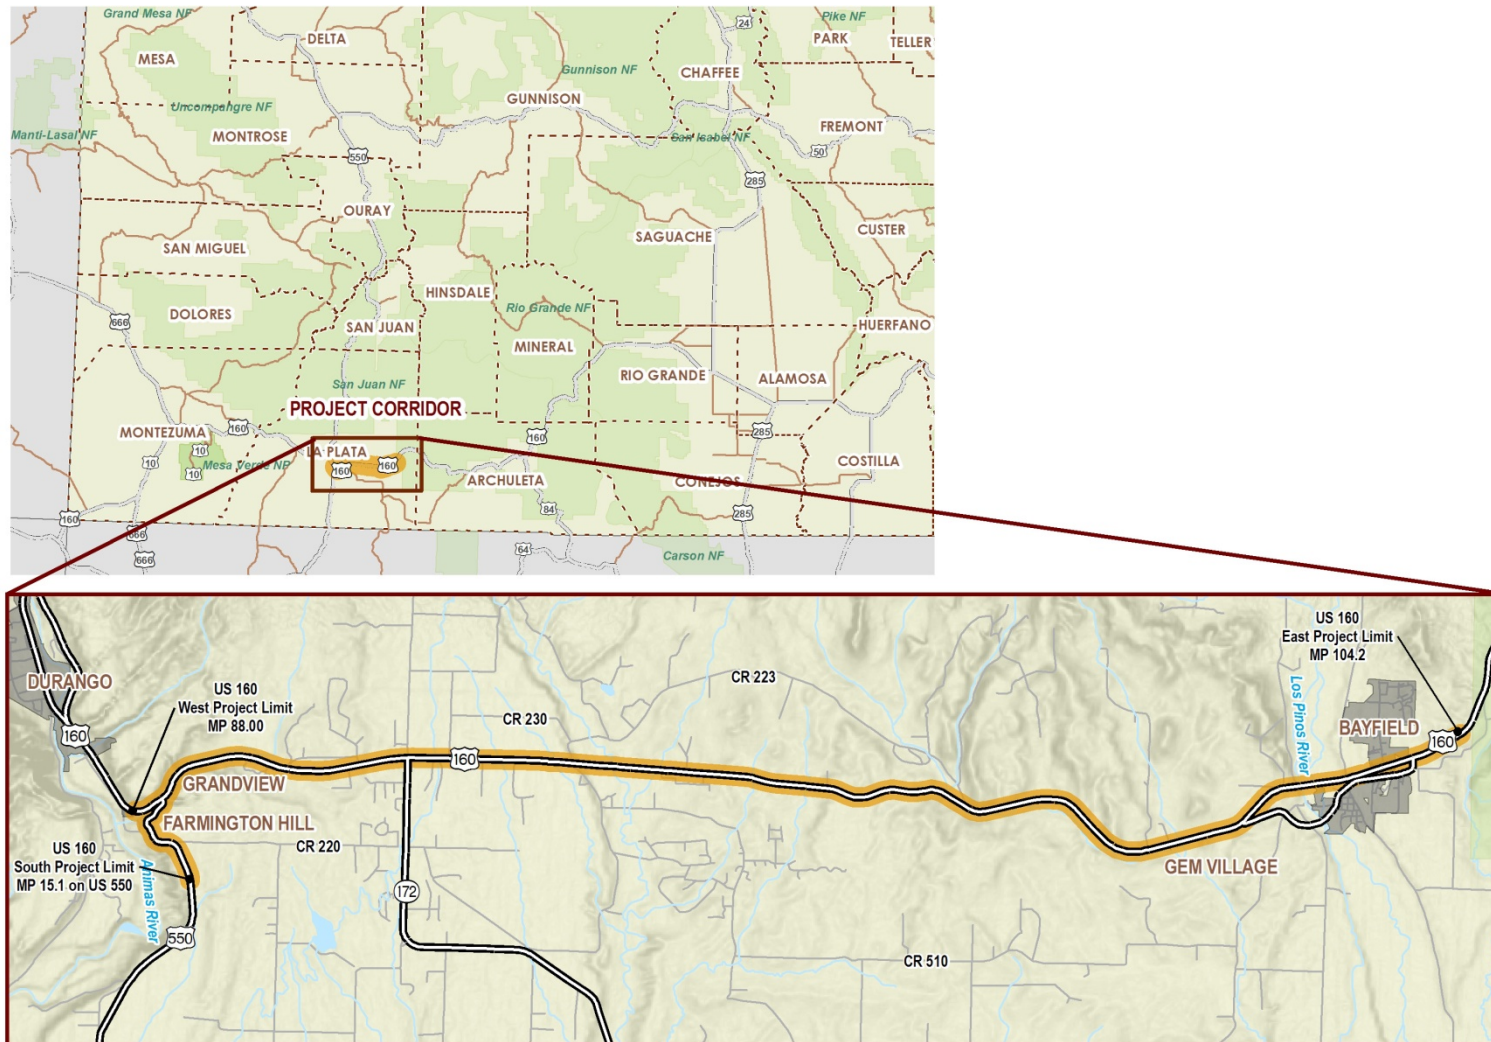 Grand Mesa NF
Pike NF
24
DELTA
PARK
TELLER
MESA
Gunnison NF
CHAFFEE
GUNNISON
Uncompahgre NF
Manti-Lasal NF
MONTROSE
San Isabel NF
FREMONT
50
550
285
OURAY
SAN MIGUEL
SAGUACHE
CUSTER
HINSDALE
Rio Grande NF
DOLORES
666
SAN JUAN
HUERFANO
MINERAL
RIO GRANDE
ALAMOSA
San Juan NF
PROJECT CORRIDOR
MONTEZUMA
160
160
285
10
10
10
Mesa Verde NP
LA PLATA
160
160
ARCHULETA
CONEJOS
COSTILLA
84
285
160
666
666
64
Carson NF
US 160
East Project Limit
MP 104.2
DURANGO
US 160
West Project Limit
MP 88.00
CR 223
Los Pinos River
CR 230
BAYFIELD
160
160
160
GRANDVIEW
FARMINGTON HILL
CR 220
US 160
South Project Limit
MP 15.1 on US 550
Animas River
GEM VILLAGE
172
550
CR 510